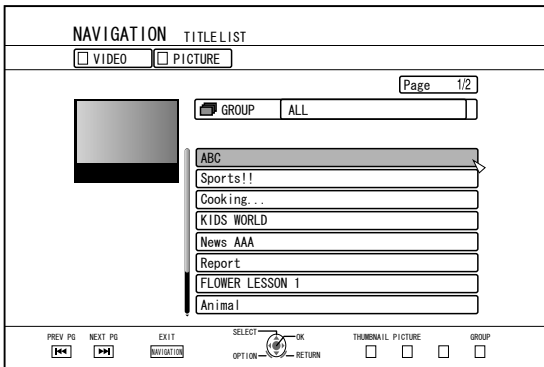 NAVIGATION TITLELIST
VIDEO PICTURE
Page 1/2
GROUP ALL
ABC
Sports!!
Cooking...
KIDS WORLD
News AAA
Report
FLOWER LESSON 1
Animal
PREV PG NEXT PG EXIT SELECT OK THUMBNAIL PICTURE GROUP
NAVIGATION OPTION RETURN